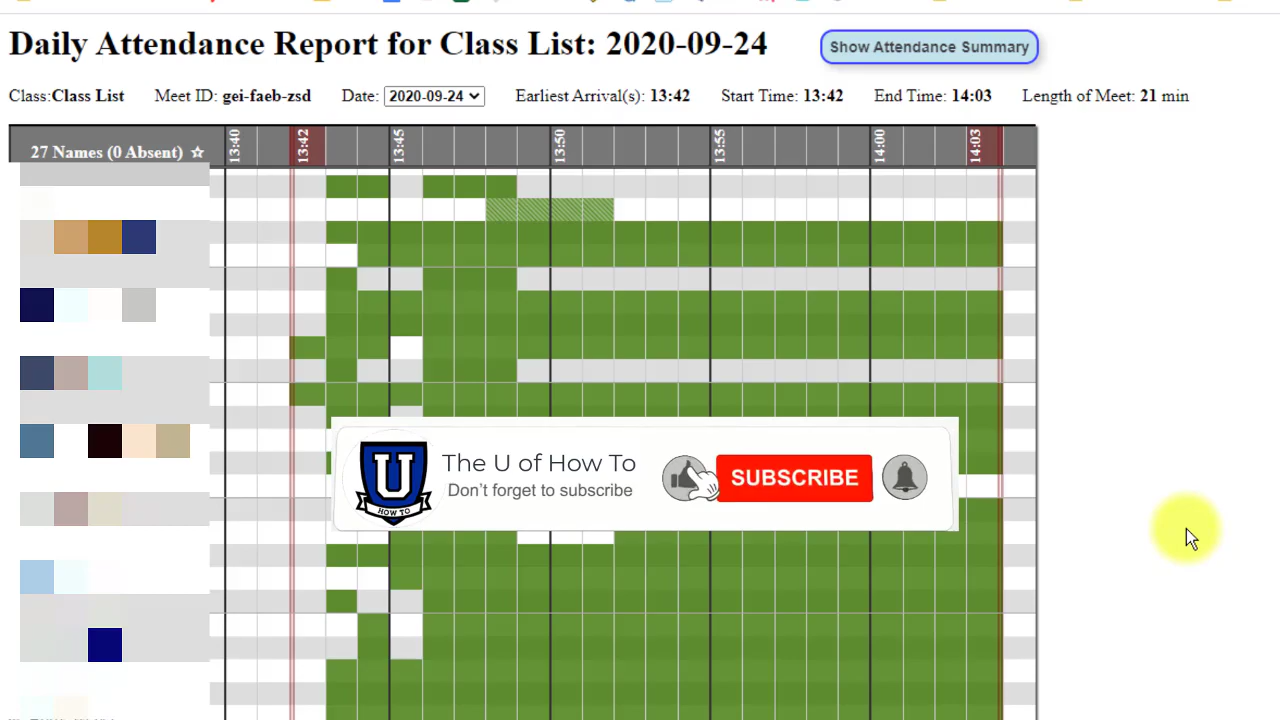 Daily Attendance Report for Class List: 2020-09-24
Show Attendance Summary
Class:Class List Meet ID: gei-faeb-zsd Date: 2020-09-24 Earliest Arrival(s): 13:42 Start Time: 13:42 End Time: 14:03 Length of Meet: 21 min
27 Names (0 Absent) ☆ 13:40 13:42 13:45 13:50 13:55 14:00 14:03
U
HOW TO
The U of How To
Don't forget to subscribe
SUBSCRIBE